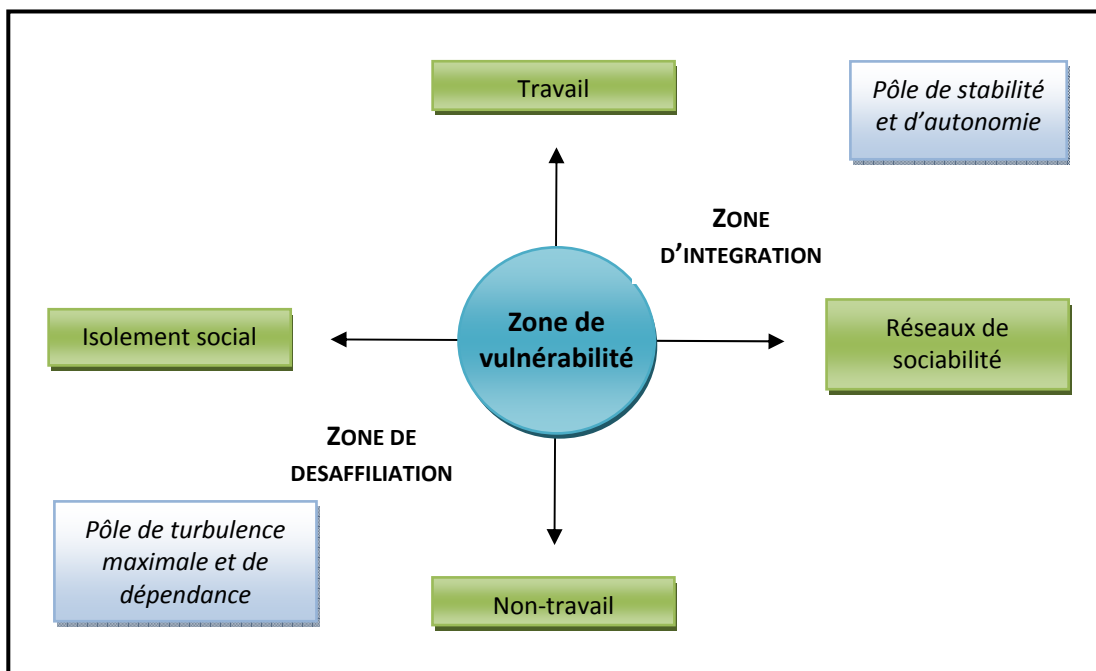 Travail
Pôle de stabilité
et d’autonomie
ZONE
D’INTEGRATION
Isolement social
Zone de
vulnérabilité
Réseaux de
sociabilité
ZONE DE
DESAFFILIATION
Pôle de turbulence
maximale et de
dépendance
Non-travail